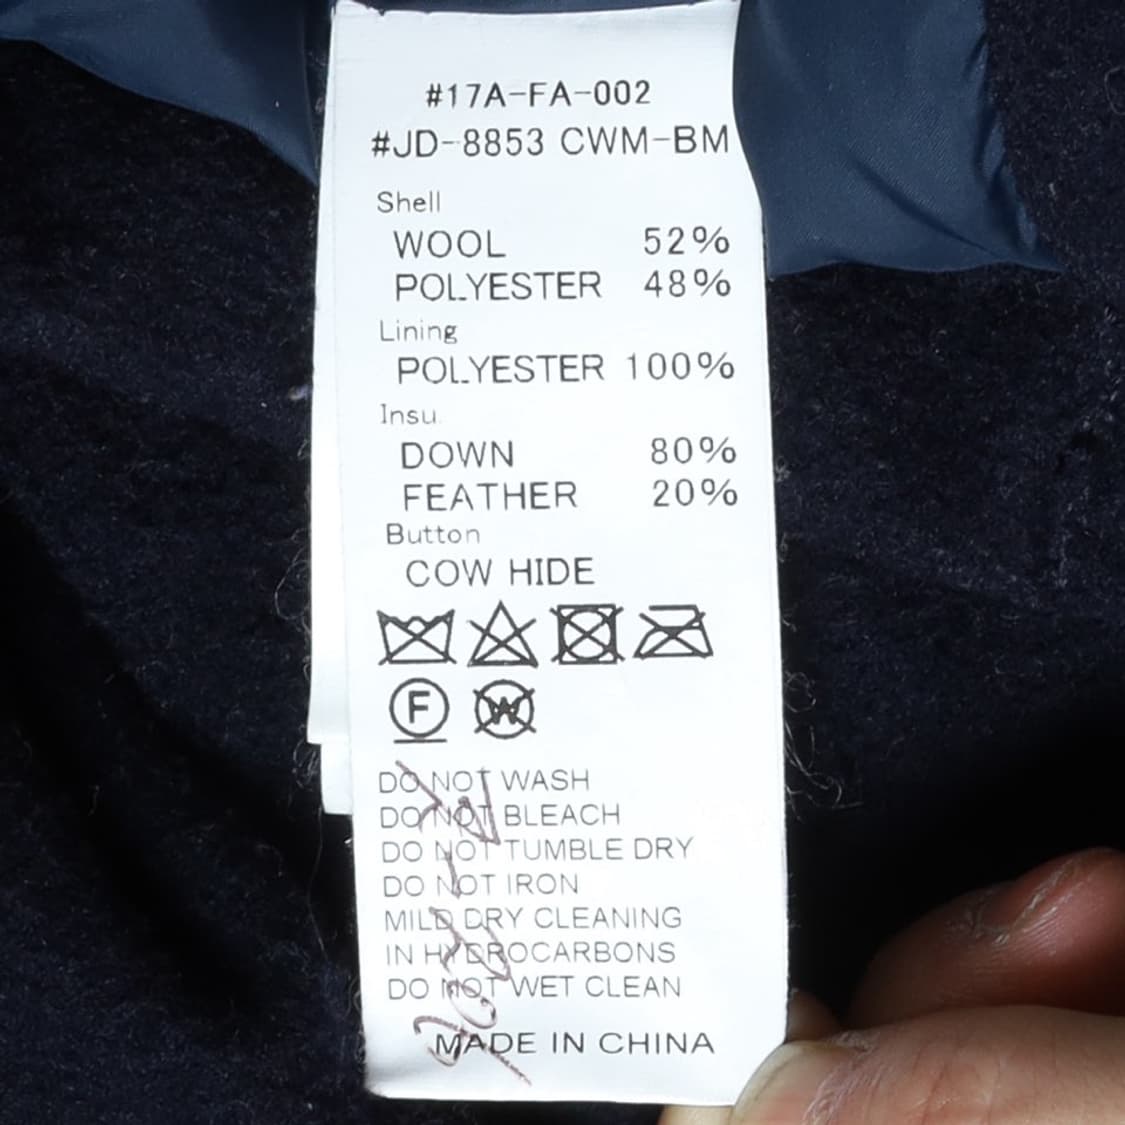 #17A-FA-002
#JD-8853 CWM-BM
Shell
WOOL 52%
POLYESTER 48%
Lining
POLYESTER 100%
Insu.
DOWN 80%
FEATHER 20%
Button
COW HIDE
F W
DO NOT WASH
DO NOT BLEACH
DO NOT TUMBLE DRY
DO NOT IRON
MILD DRY CLEANING
IN HYDROCARBONS
DO NOT WET CLEAN
MADE IN CHINA